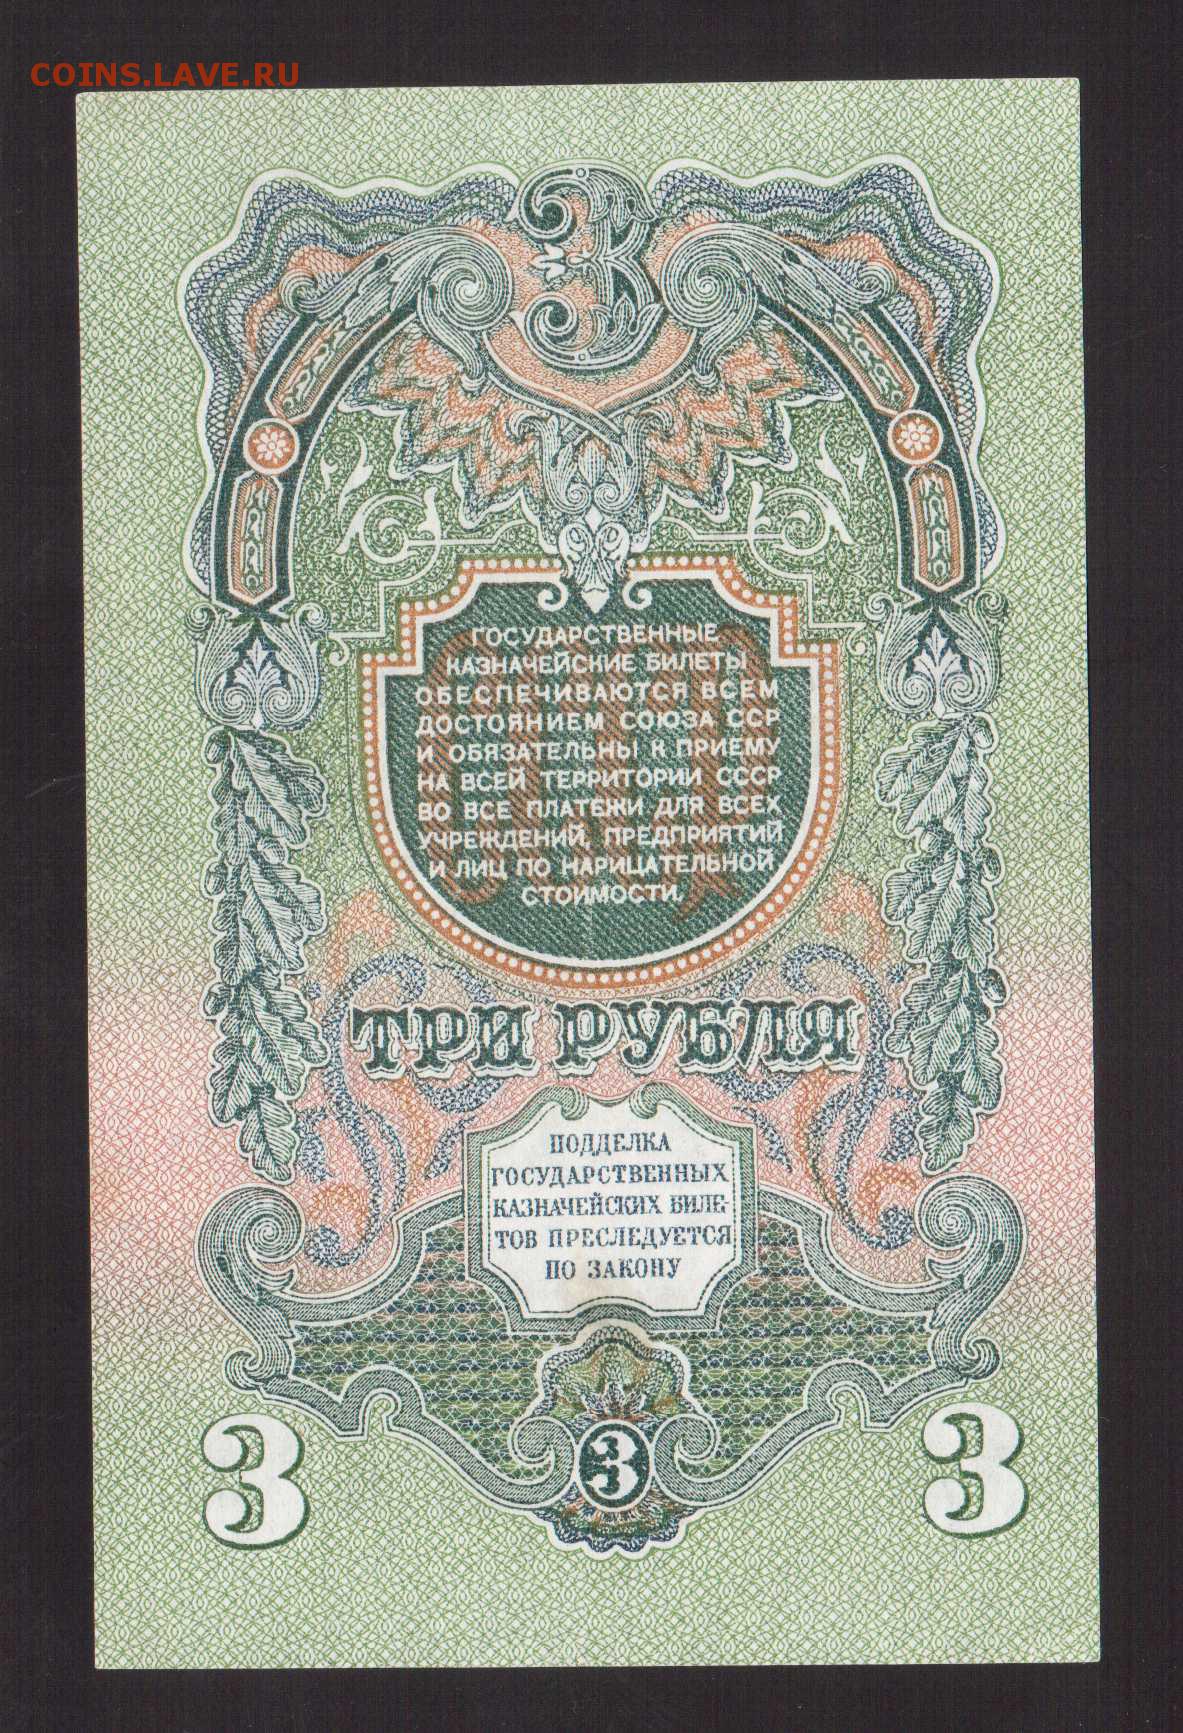 COINS.LAVE.RU
3
ГОСУДАРСТВЕННЫЕ
КАЗНАЧЕЙСКИЕ БИЛЕТЫ
ОБЕСПЕЧИВАЮТСЯ ВСЕМ
ДОСТОЯНИЕМ СОЮЗА ССР
И ОБЯЗАТЕЛЬНЫ К ПРИЕМУ
НА ВСЕЙ ТЕРРИТОРИИ СССР
ВО ВСЕ ПЛАТЕЖИ ДЛЯ ВСЕХ
УЧРЕЖДЕНИЙ, ПРЕДПРИЯТИЙ
И ЛИЦ ПО НАРИЦАТЕЛЬНОЙ
СТОИМОСТИ.
ТРИ РУБЛЯ
ПОДДЕЛКА
ГОСУДАРСТВЕННЫХ
КАЗНАЧЕЙСКИХ БИЛЕ-
ТОВ ПРЕСЛЕДУЕТСЯ
ПО ЗАКОНУ
3 3 3